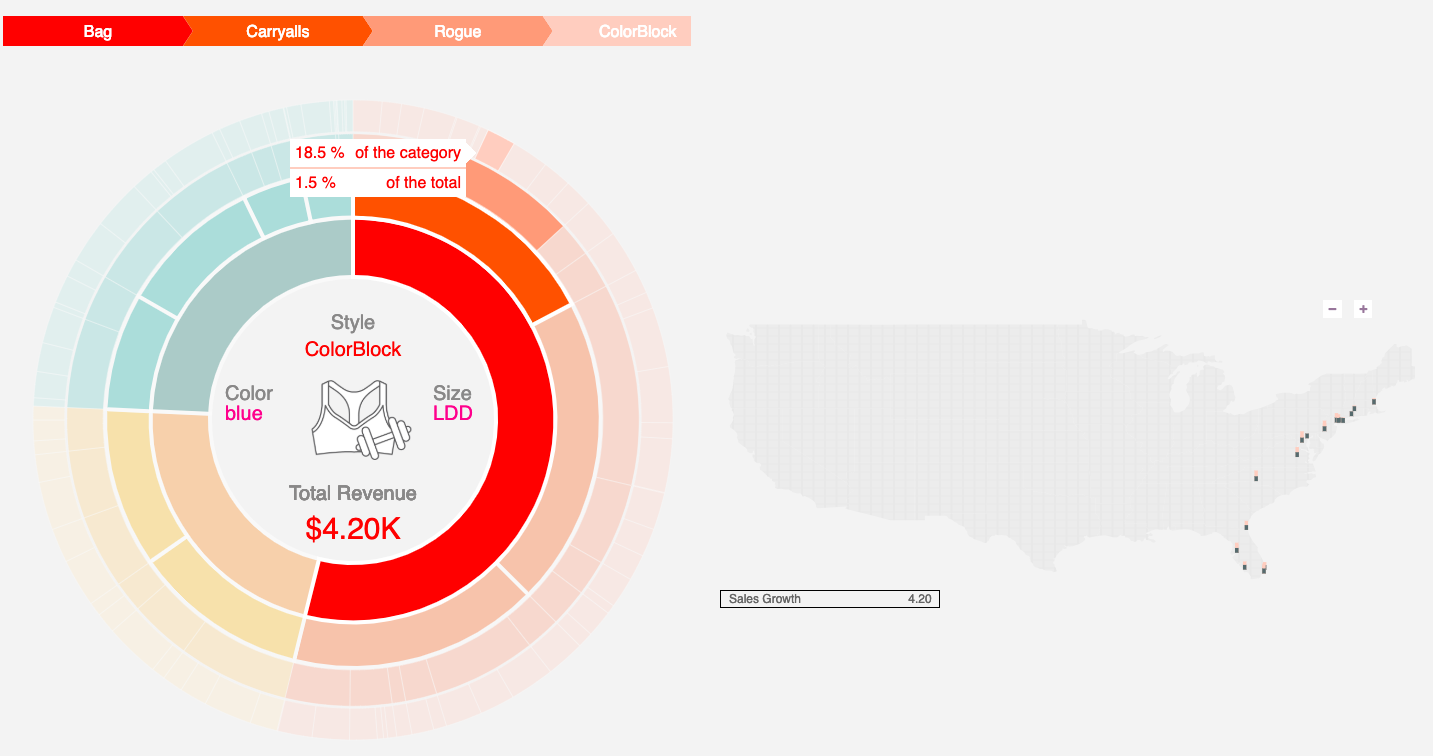 Bag Carryalls Rogue ColorBlock
18.5 % of the category
1.5 % of the total
Style
ColorBlock
Color Size
blue LDD
Total Revenue
$4.20K
− +
Sales Growth 4.20